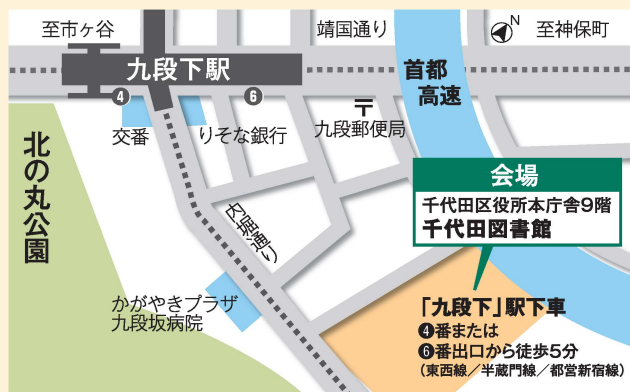 至市ヶ谷
靖国通り
N
至神保町
九段下駅
首都
高速
❹
❻
〒
交番
りそな銀行
九段郵便局
北の丸公園
会場
千代田区役所本庁舎9階
千代田図書館
内堀通り
かがやきプラザ
九段坂病院
「九段下」駅下車
❹番または
❻番出口から徒歩5分
（東西線／半蔵門線／都営新宿線）